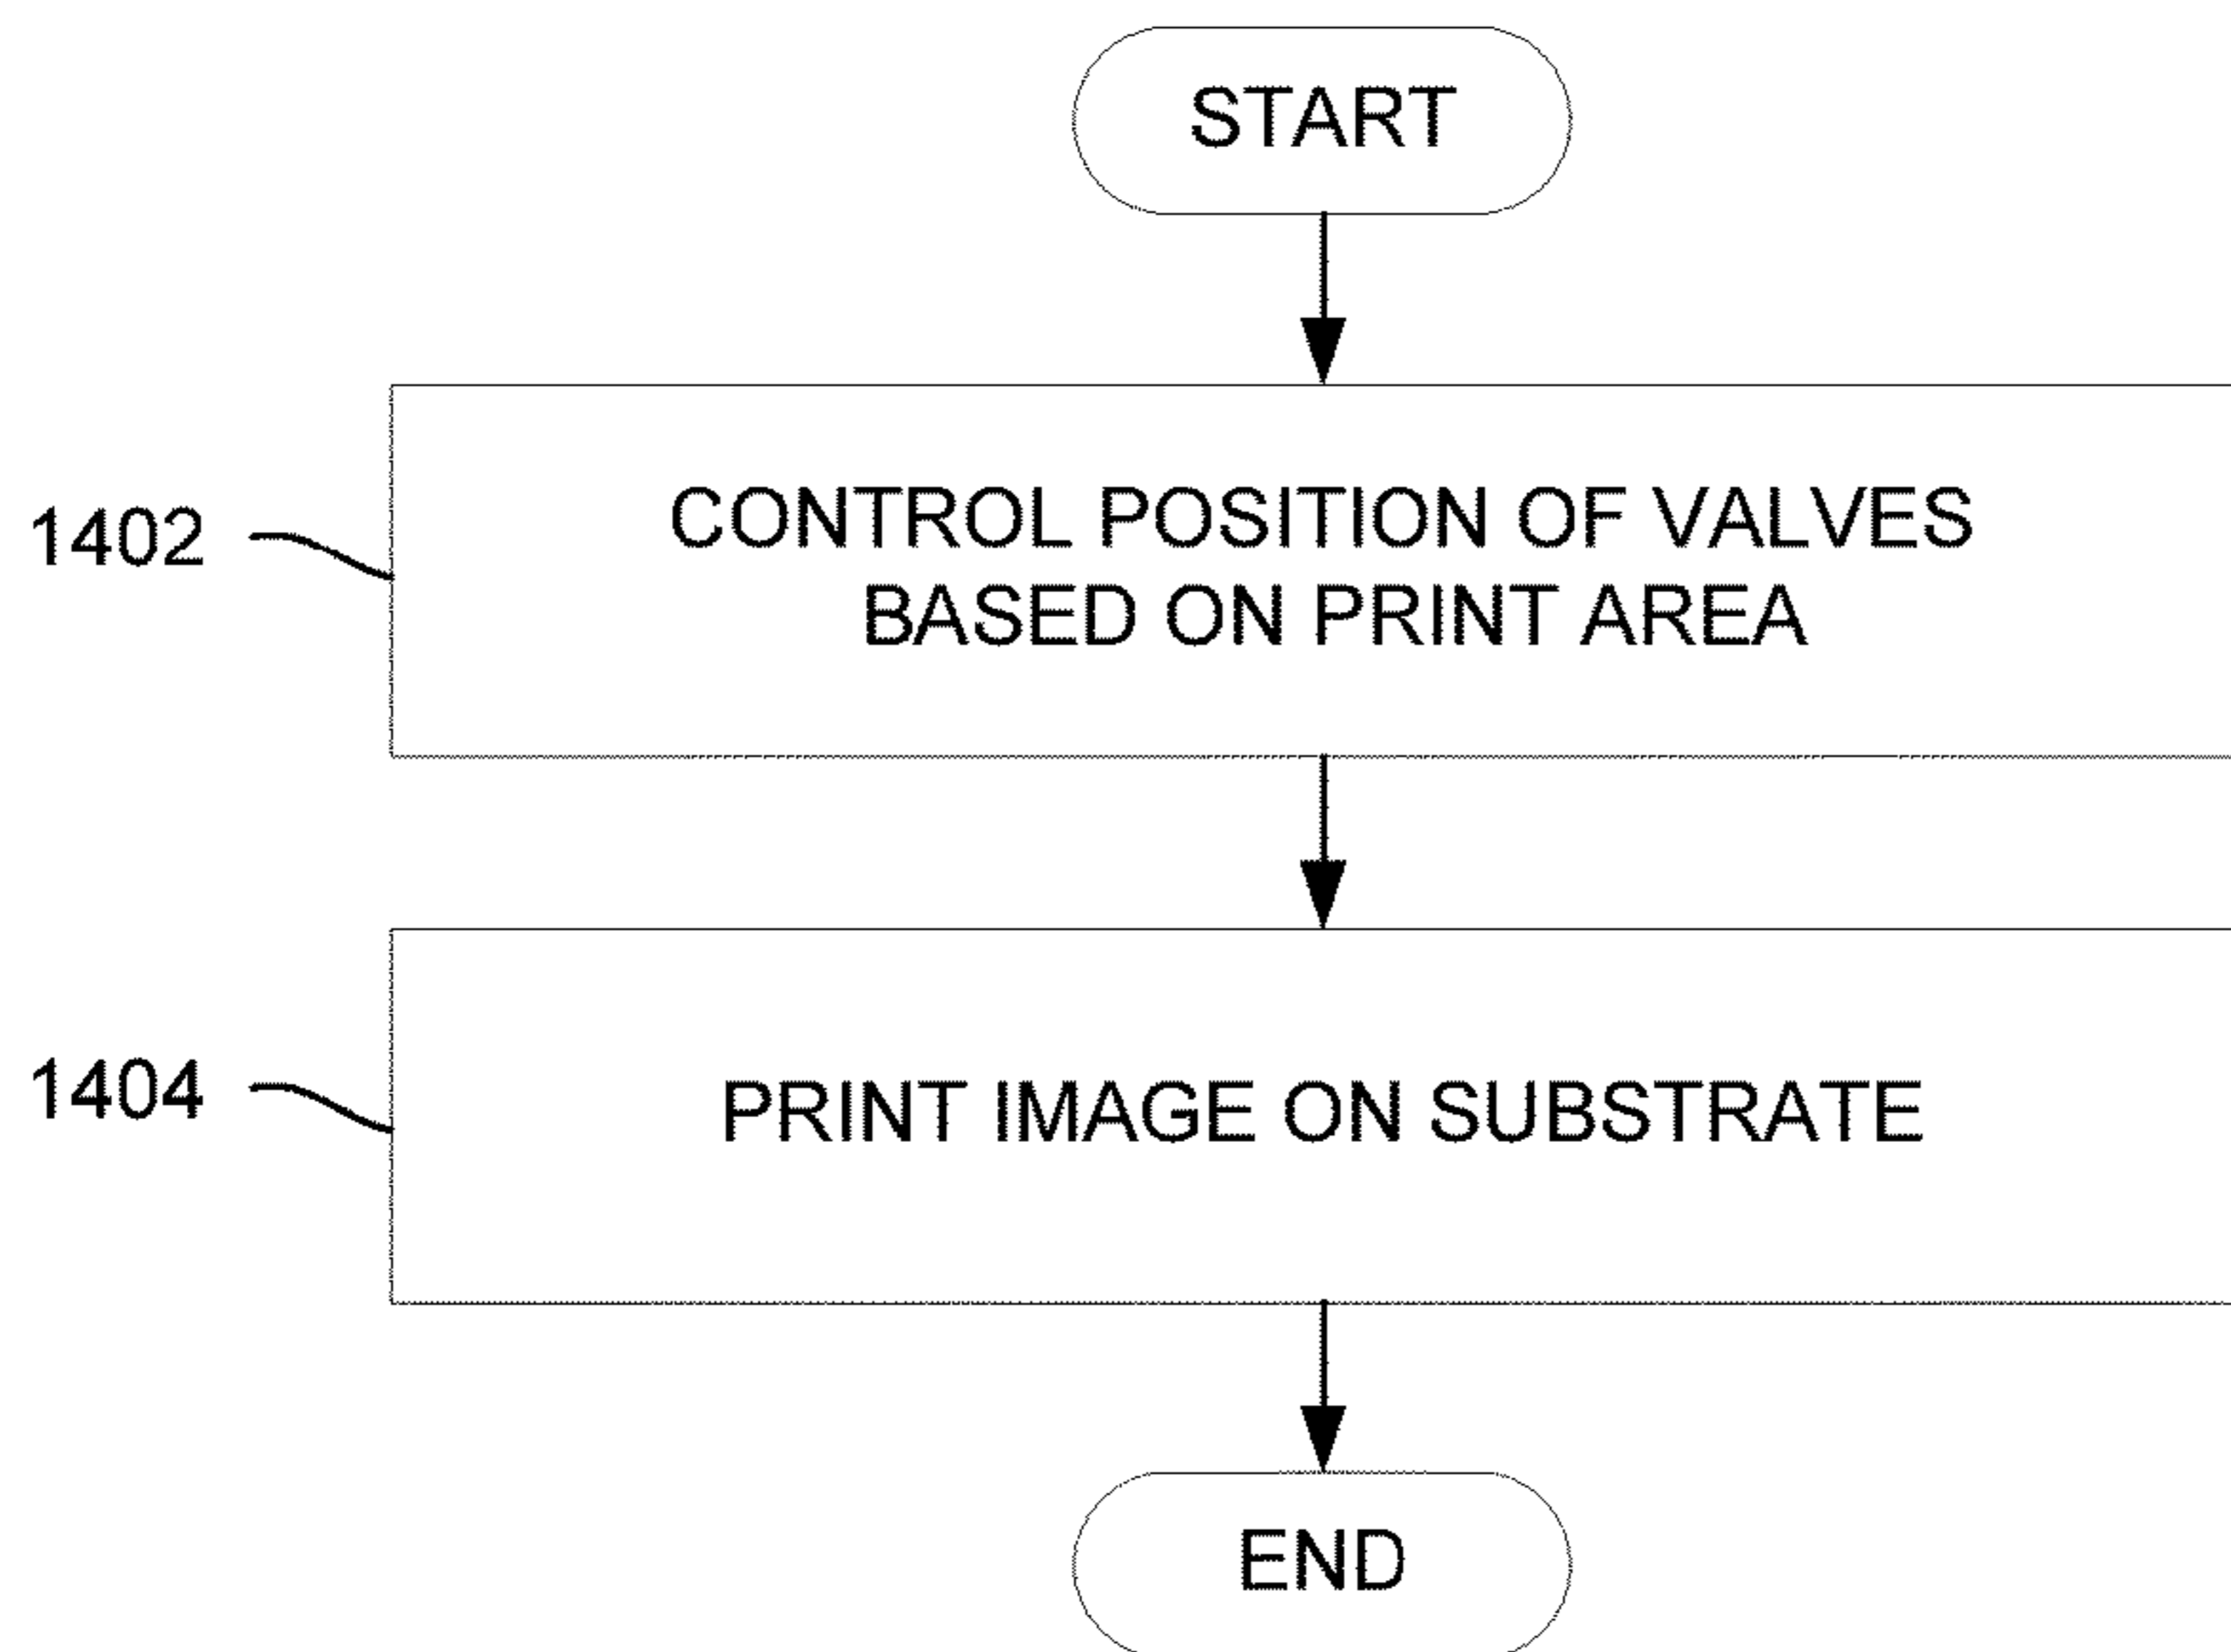 START
1402
CONTROL POSITION OF VALVES
BASED ON PRINT AREA
1404
PRINT IMAGE ON SUBSTRATE
END